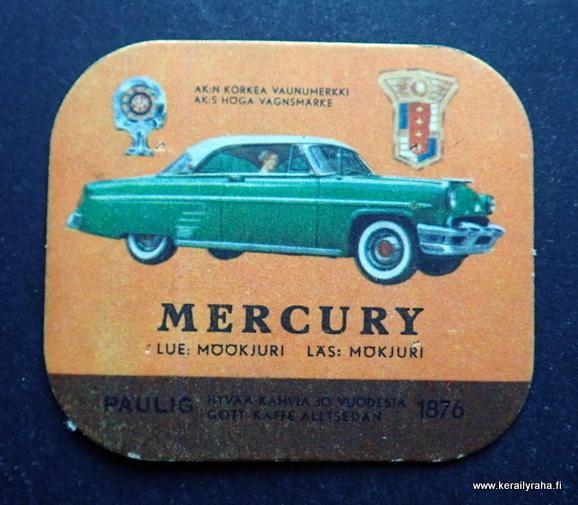 AK:N KORKEA VAUNUMERKKI
AK:S HÖGA VAGNSMÄRKE
MERCURY
LUE: MÖÖKJURI LÄS: MÖKJURI
PAULIG HYVÄÄ KAHVIA JO VUODESTA 1876
GOTT KAFFE ALLTSEDAN
www.kerailyraha.fi